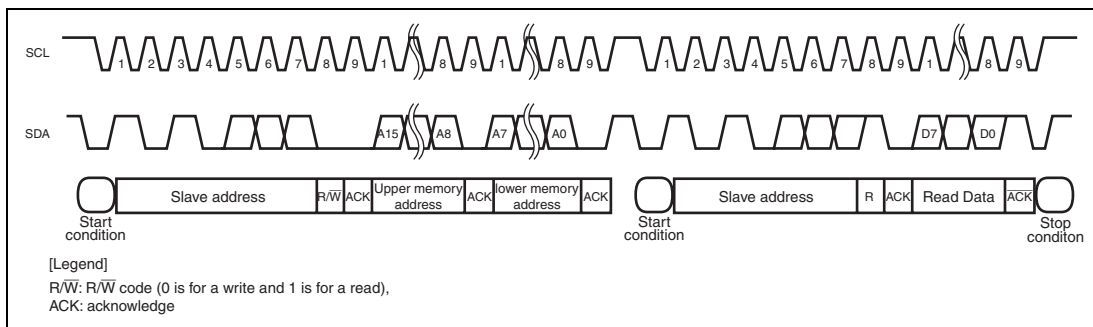 SCL
1 2 3 4 5 6 7 8 9 1 8 9 1 8 9 1 2 3 4 5 6 7 8 9 1 8 9
SDA
A15 A8 A7 A0 D7 D0
Slave address R/W̅ ACK Upper memory address ACK lower memory address ACK Slave address R ACK Read Data A̅C̅K̅
Start condition Start condition Stop conditon
[Legend]
R/W̅: R/W̅ code (0 is for a write and 1 is for a read),
ACK: acknowledge